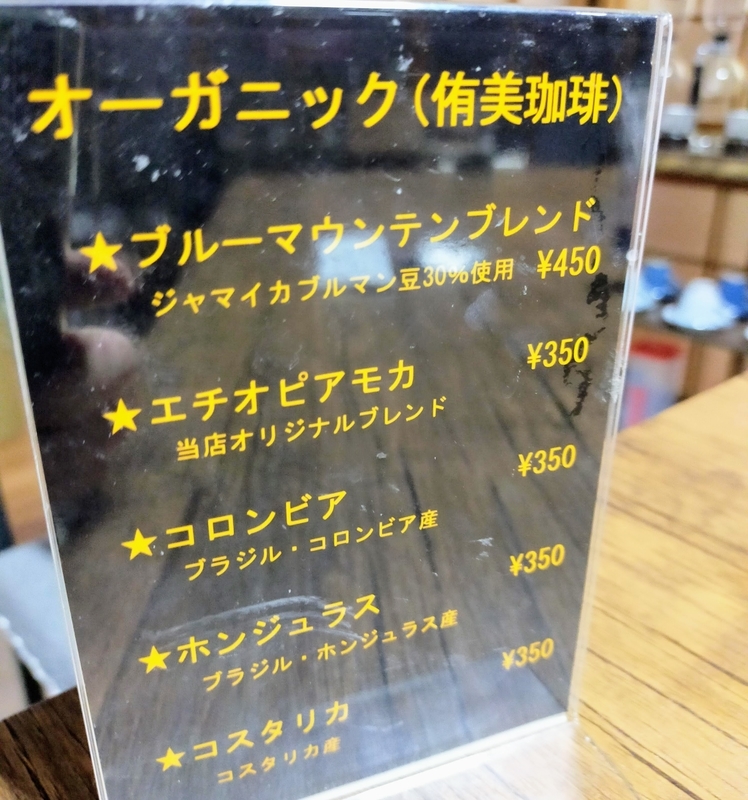 オーガニック(侑美珈琲)
★ブルーマウンテンブレンド
ジャマイカブルマン豆30%使用 ¥450
★エチオピアモカ ¥350
当店オリジナルブレンド
★コロンビア ¥350
ブラジル・コロンビア産
★ホンジュラス ¥350
ブラジル・ホンジュラス産
★コスタリカ ¥350
コスタリカ産